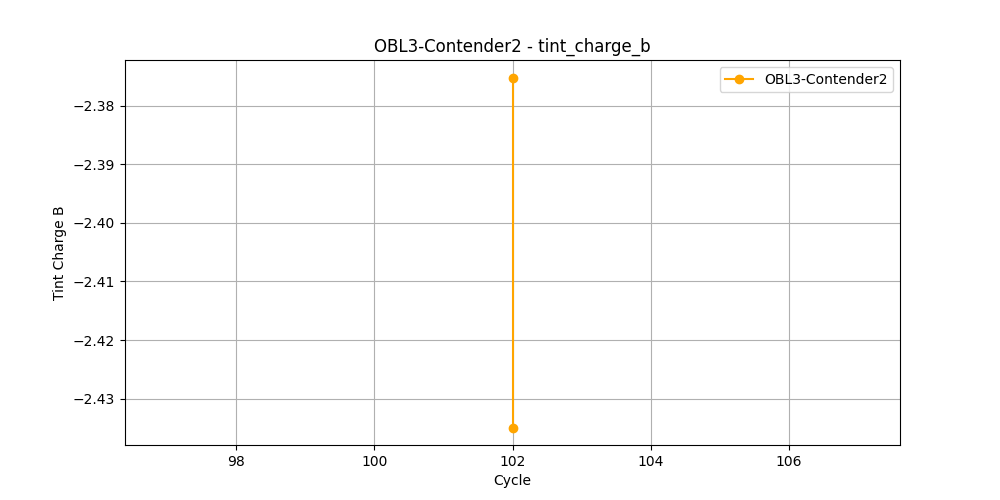 OBL3-Contender2 - tint_charge_b
OBL3-Contender2
Tint Charge B
−2.38
−2.39
−2.40
−2.41
−2.42
−2.43
98 100 102 104 106
Cycle